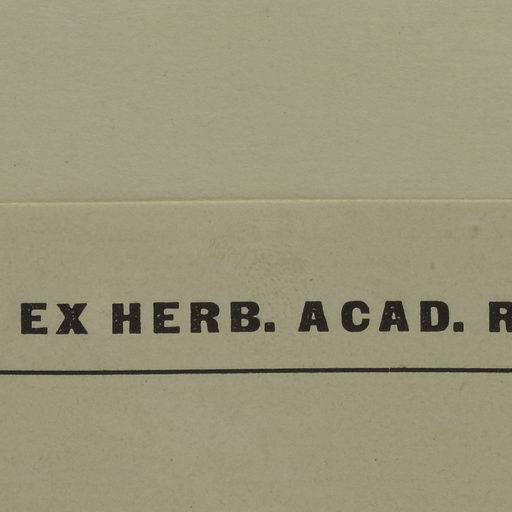 EX HERB. ACAD. R